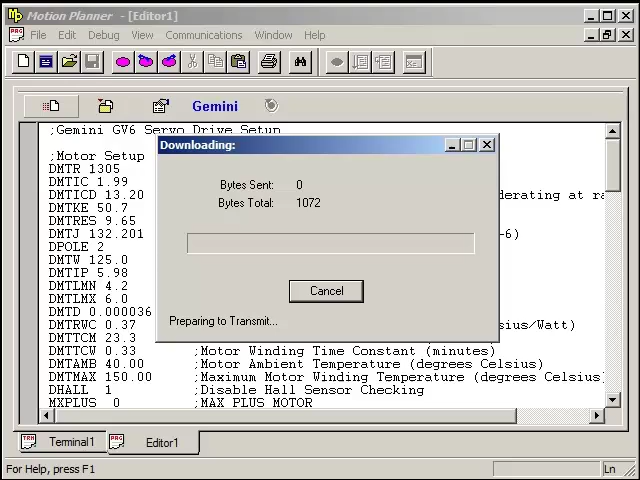 Motion Planner - [Editor1]
File Edit Debug View Communications Window Help
Gemini
;Gemini GV6 Servo Drive Setup
;Motor Setup
DMTR 1305
DMTIC 1.99
DMTICD 13.20 derating at ra
DMTKE 50.7
DMTRES 9.65
DMTJ 132.201 -6)
DPOLE 2
DMTW 125.0
DMTIP 5.98
DMTLMN 4.2
DMTLMX 6.0
DMTD 0.000036
DMTRWC 0.37 sius/Watt)
DMTTCM 23.3
DMTTCW 0.33 ;Motor Winding Time Constant (minutes)
DMTAMB 40.00 ;Motor Ambient Temperature (degrees Celsius)
DMTMAX 150.00 ;Maximum Motor Winding Temperature (degrees Celsius
DHALL 1 ;Disable Hall Sensor Checking
MXPLUS 0 ;MAX PLUS MOTOR
Downloading:
Bytes Sent: 0
Bytes Total: 1072
Cancel
Preparing to Transmit...
Terminal1 Editor1
For Help, press F1 Ln